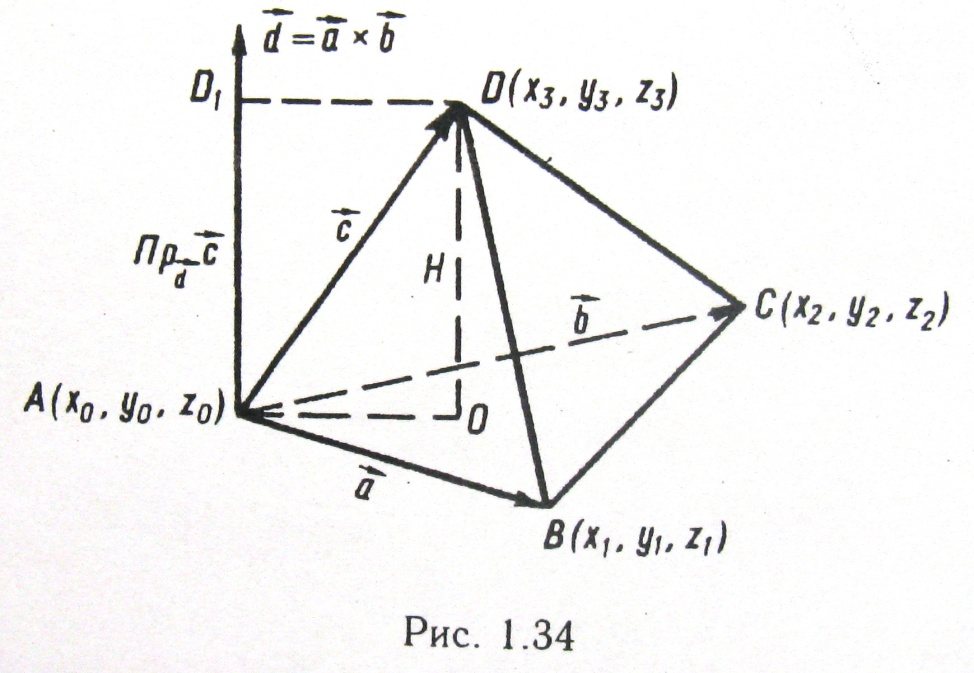 d⃗ = a⃗ × b⃗
D₁
D(x₃, y₃, z₃)
c⃗
Пр_d⃗ c⃗
H
b⃗
C(x₂, y₂, z₂)
A(x₀, y₀, z₀)
O
a⃗
B(x₁, y₁, z₁)
Рис. 1.34